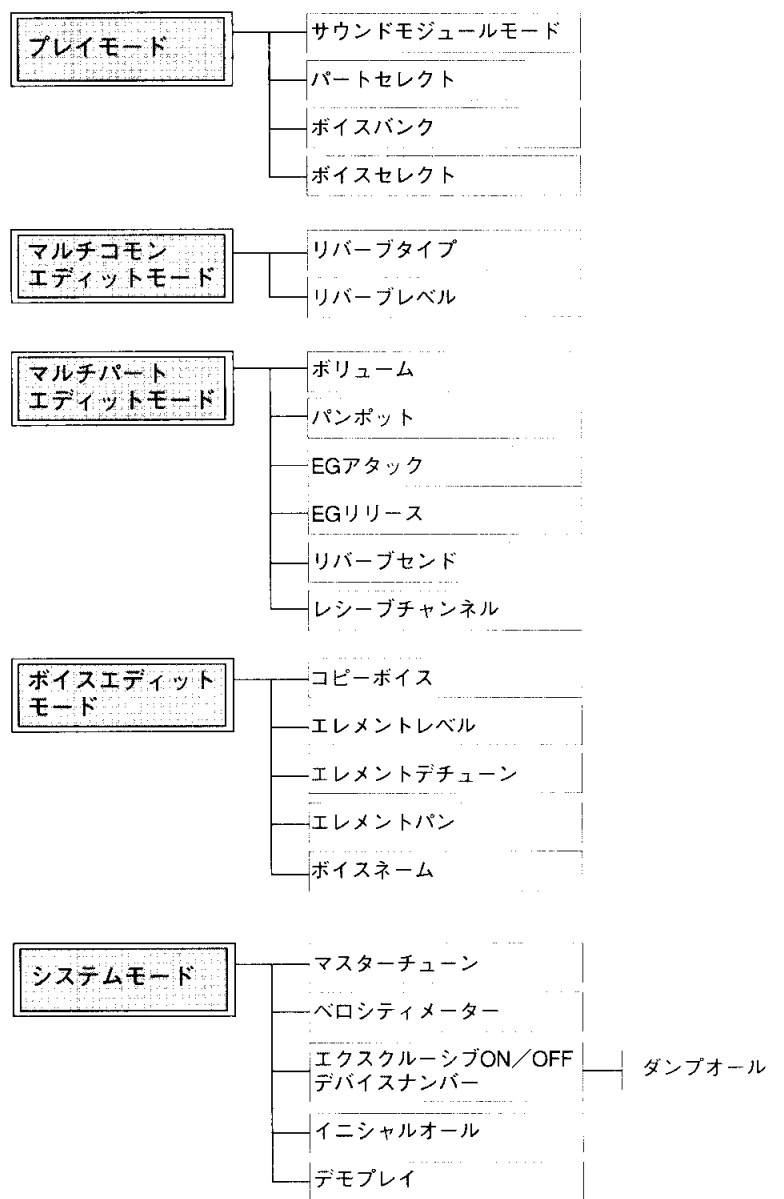 プレイモード
サウンドモジュールモード
パートセレクト
ボイスバンク
ボイスセレクト
マルチコモン
エディットモード
リバーブタイプ
リバーブレベル
マルチパート
エディットモード
ボリューム
パンポット
EGアタック
EGリリース
リバーブセンド
レシーブチャンネル
ボイスエディット
モード
コピーボイス
エレメントレベル
エレメントデチューン
エレメントパン
ボイスネーム
システムモード
マスターチューン
ベロシティメーター
エクスクルーシブON／OFF
デバイスナンバー
ダンプオール
イニシャルオール
デモプレイ